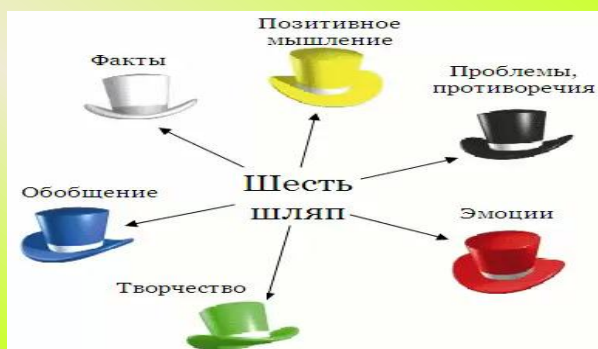 Позитивное
мышление
Факты
Проблемы,
противоречия
Шесть
шляп
Обобщение
Эмоции
Творчество